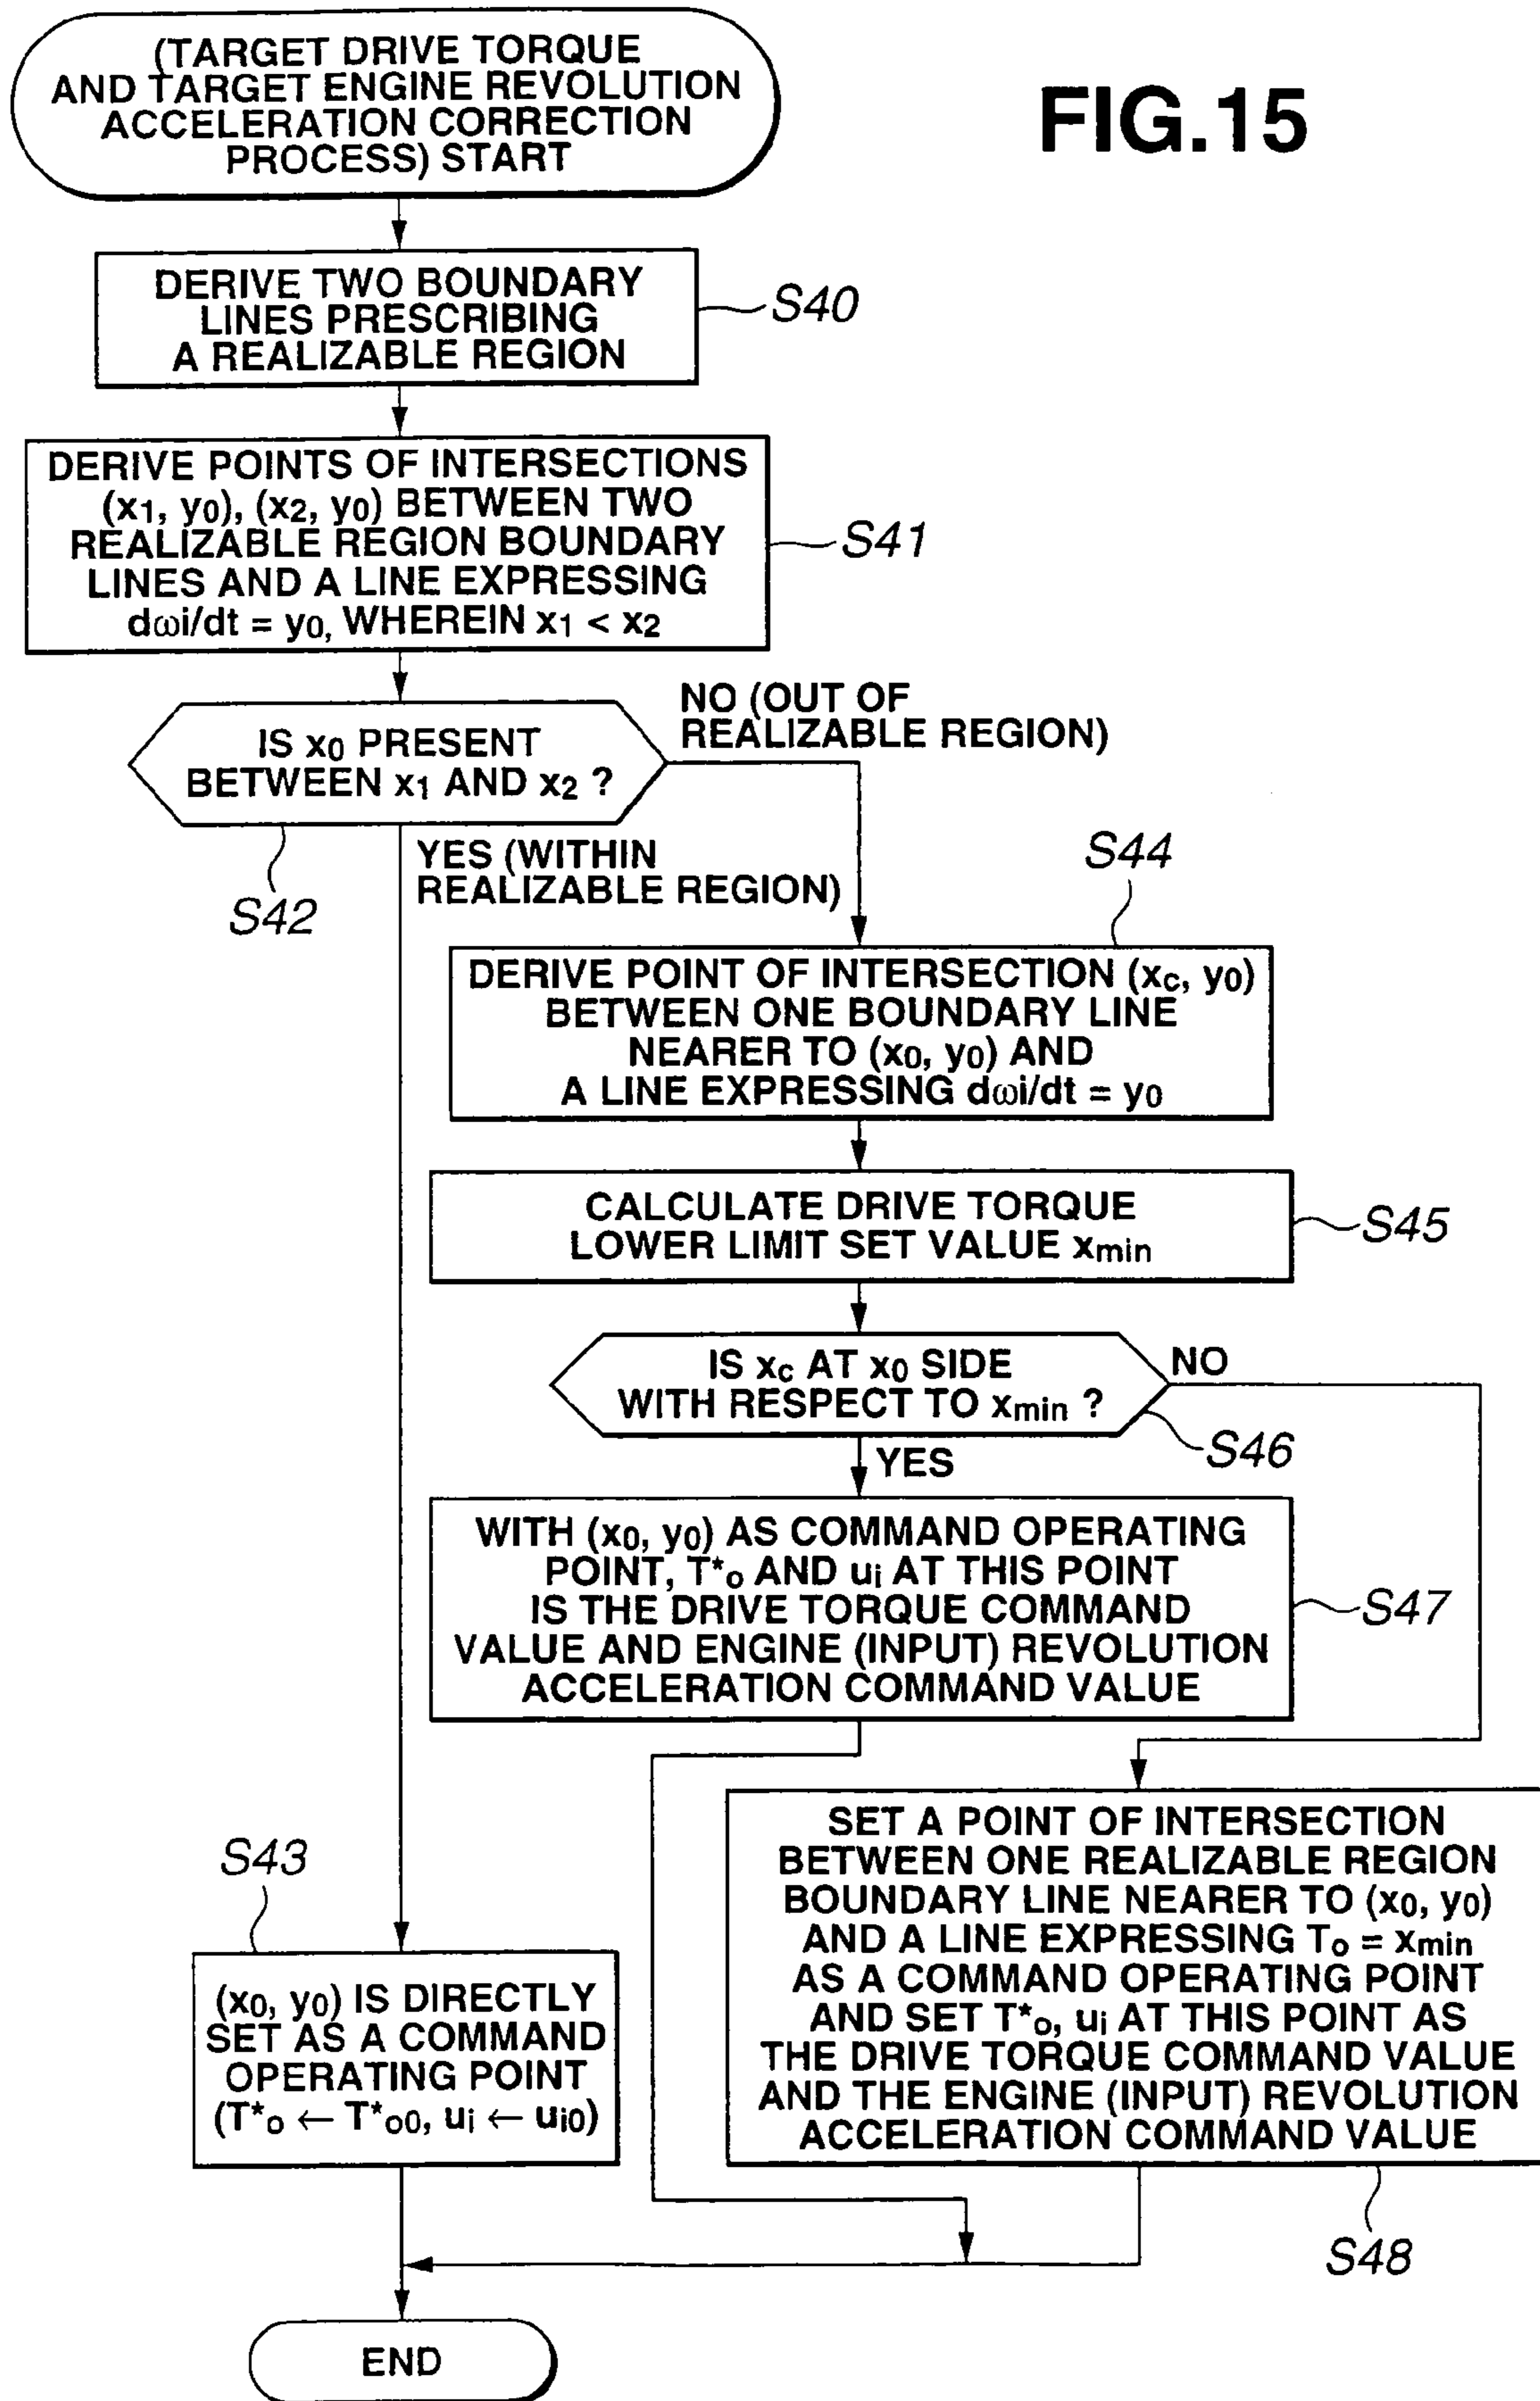 (TARGET DRIVE TORQUE
AND TARGET ENGINE REVOLUTION
ACCELERATION CORRECTION
PROCESS) START
FIG.15
DERIVE TWO BOUNDARY
LINES PRESCRIBING
A REALIZABLE REGION
S40
DERIVE POINTS OF INTERSECTIONS
(x1, y0), (x2, y0) BETWEEN TWO
REALIZABLE REGION BOUNDARY
LINES AND A LINE EXPRESSING
dωi/dt = y0, WHEREIN x1 < x2
S41
IS x0 PRESENT
BETWEEN x1 AND x2 ?
S42
NO (OUT OF
REALIZABLE REGION)
YES (WITHIN
REALIZABLE REGION)
S44
DERIVE POINT OF INTERSECTION (xc, y0)
BETWEEN ONE BOUNDARY LINE
NEARER TO (x0, y0) AND
A LINE EXPRESSING dωi/dt = y0
CALCULATE DRIVE TORQUE
LOWER LIMIT SET VALUE xmin
S45
IS xc AT x0 SIDE
WITH RESPECT TO xmin ?
NO
S46
YES
WITH (x0, y0) AS COMMAND OPERATING
POINT, T*o AND ui AT THIS POINT
IS THE DRIVE TORQUE COMMAND
VALUE AND ENGINE (INPUT) REVOLUTION
ACCELERATION COMMAND VALUE
S47
SET A POINT OF INTERSECTION
BETWEEN ONE REALIZABLE REGION
BOUNDARY LINE NEARER TO (x0, y0)
AND A LINE EXPRESSING To = xmin
AS A COMMAND OPERATING POINT
AND SET T*o, ui AT THIS POINT AS
THE DRIVE TORQUE COMMAND VALUE
AND THE ENGINE (INPUT) REVOLUTION
ACCELERATION COMMAND VALUE
S48
S43
(x0, y0) IS DIRECTLY
SET AS A COMMAND
OPERATING POINT
(T*o ← T*o0, ui ← ui0)
END